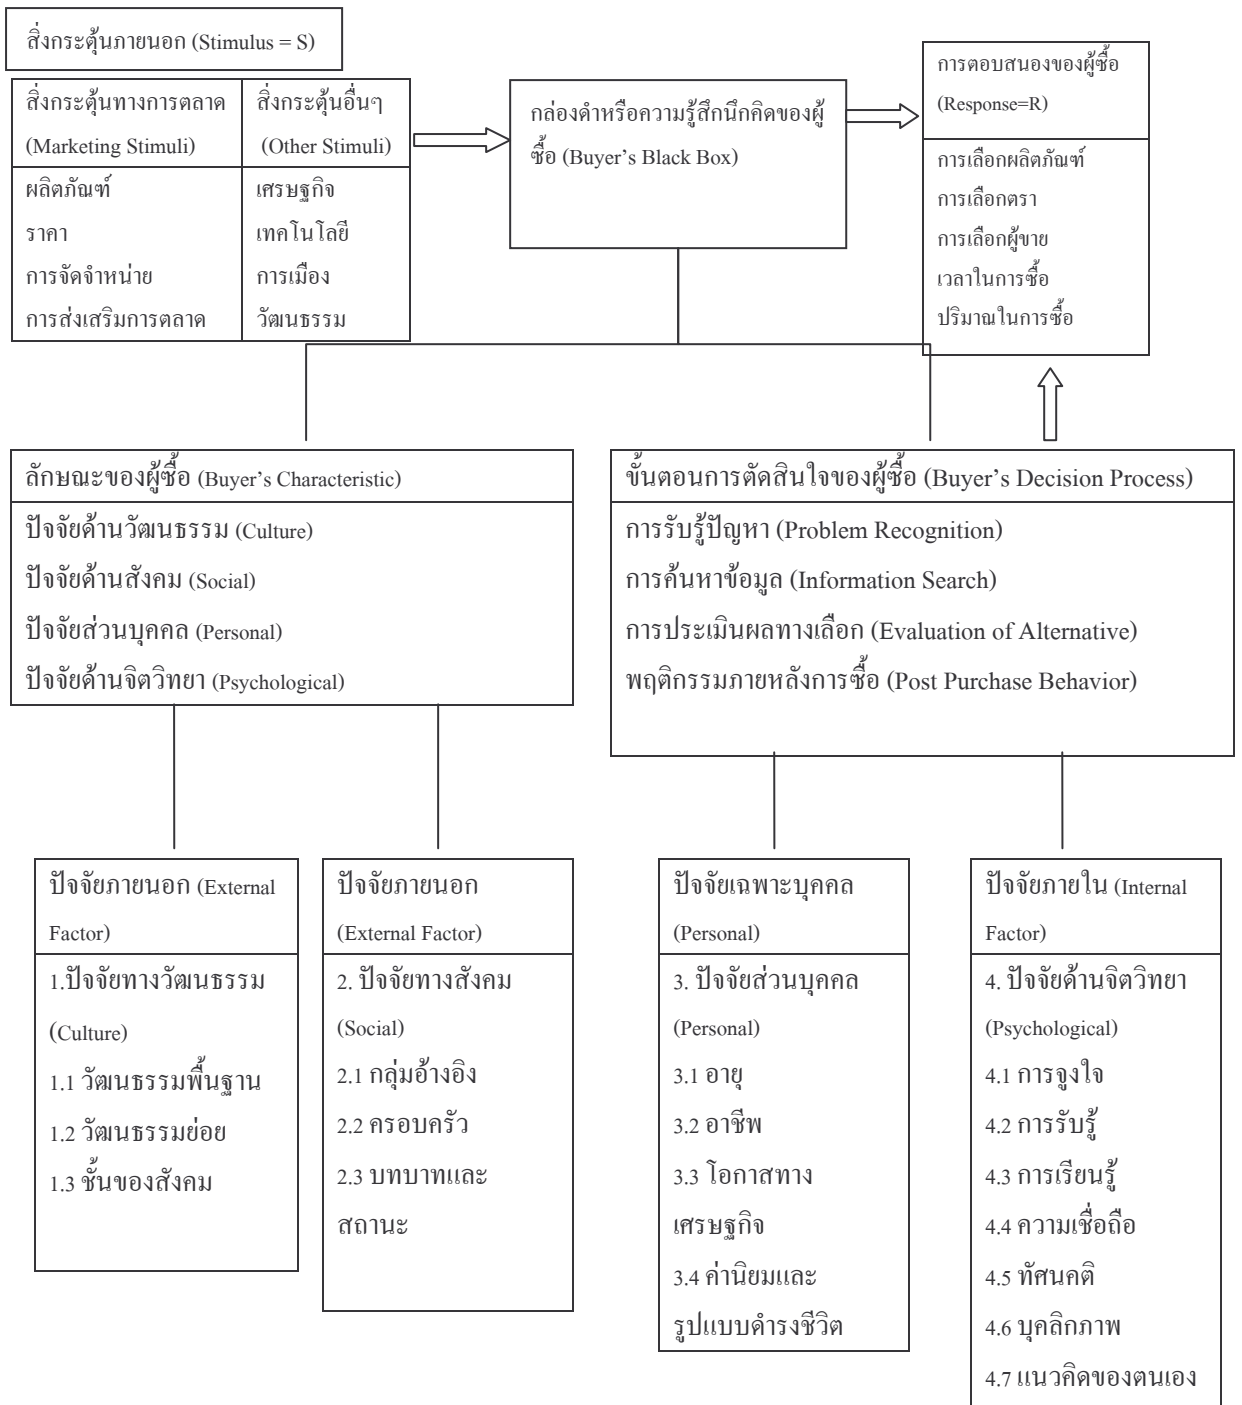 สิ่งกระตุ้นภายนอก (Stimulus = S)
สิ่งกระตุ้นทางการตลาด
(Marketing Stimuli)
ผลิตภัณฑ์
ราคา
การจัดจำหน่าย
การส่งเสริมการตลาด
สิ่งกระตุ้นอื่นๆ
(Other Stimuli)
เศรษฐกิจ
เทคโนโลยี
การเมือง
วัฒนธรรม
กล่องดำหรือความรู้สึกนึกคิดของผู้
ซื้อ (Buyer’s Black Box)
การตอบสนองของผู้ซื้อ
(Response=R)
การเลือกผลิตภัณฑ์
การเลือกตรา
การเลือกผู้ขาย
เวลาในการซื้อ
ปริมาณในการซื้อ
ลักษณะของผู้ซื้อ (Buyer’s Characteristic)
ปัจจัยด้านวัฒนธรรม (Culture)
ปัจจัยด้านสังคม (Social)
ปัจจัยส่วนบุคคล (Personal)
ปัจจัยด้านจิตวิทยา (Psychological)
ขั้นตอนการตัดสินใจของผู้ซื้อ (Buyer’s Decision Process)
การรับรู้ปัญหา (Problem Recognition)
การค้นหาข้อมูล (Information Search)
การประเมินผลทางเลือก (Evaluation of Alternative)
พฤติกรรมภายหลังการซื้อ (Post Purchase Behavior)
ปัจจัยภายนอก (External
Factor)
1.ปัจจัยทางวัฒนธรรม
(Culture)
1.1 วัฒนธรรมพื้นฐาน
1.2 วัฒนธรรมย่อย
1.3 ชั้นของสังคม
ปัจจัยภายนอก
(External Factor)
2. ปัจจัยทางสังคม
(Social)
2.1 กลุ่มอ้างอิง
2.2 ครอบครัว
2.3 บทบาทและ
สถานะ
ปัจจัยเฉพาะบุคคล
(Personal)
3. ปัจจัยส่วนบุคคล
(Personal)
3.1 อายุ
3.2 อาชีพ
3.3 โอกาสทาง
เศรษฐกิจ
3.4 ค่านิยมและ
รูปแบบดำรงชีวิต
ปัจจัยภายใน (Internal
Factor)
4. ปัจจัยด้านจิตวิทยา
(Psychological)
4.1 การจูงใจ
4.2 การรับรู้
4.3 การเรียนรู้
4.4 ความเชื่อถือ
4.5 ทัศนคติ
4.6 บุคลิกภาพ
4.7 แนวคิดของตนเอง